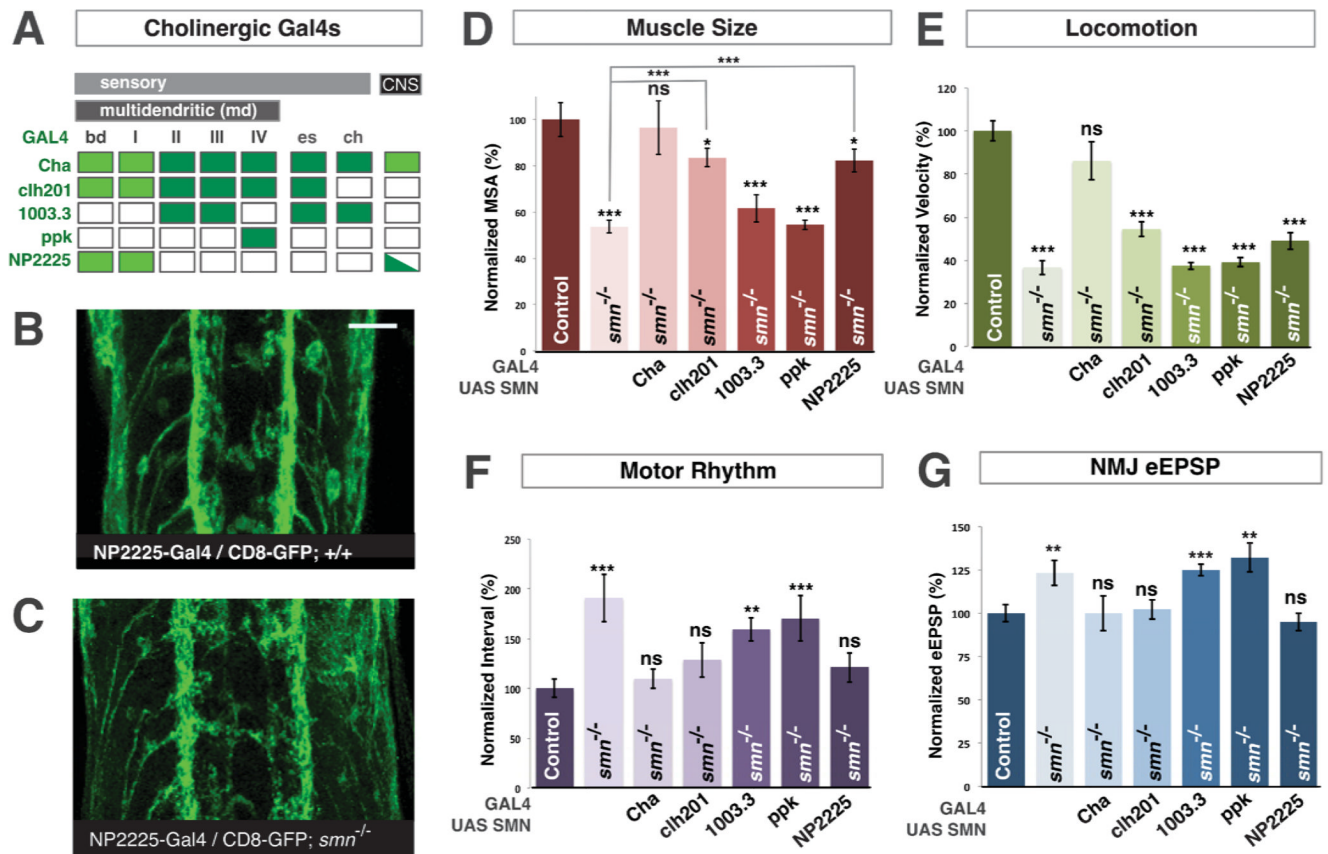 A
Cholinergic Gal4s
sensory
CNS
multidendritic (md)
GAL4 bd I II III IV es ch
Cha
clh201
1003.3
ppk
NP2225
B
NP2225-Gal4 / CD8-GFP; +/+
C
NP2225-Gal4 / CD8-GFP; smn-/-
D
Muscle Size
Normalized MSA (%)
120
100
80
60
40
20
0
***
***
ns
***
*
***
***
*
Control
smn-/-
smn-/-
smn-/-
smn-/-
smn-/-
smn-/-
GAL4
UAS SMN
Cha
clh201
1003.3
ppk
NP2225
E
Locomotion
Normalized Velocity (%)
120
100
80
60
40
20
0
***
ns
***
***
***
***
Control
smn-/-
smn-/-
smn-/-
smn-/-
smn-/-
smn-/-
GAL4
UAS SMN
Cha
clh201
1003.3
ppk
NP2225
F
Motor Rhythm
Normalized Interval (%)
250
200
150
100
50
0
***
ns
ns
**
***
ns
Control
smn-/-
smn-/-
smn-/-
smn-/-
smn-/-
smn-/-
GAL4
UAS SMN
Cha
clh201
1003.3
ppk
NP2225
G
NMJ eEPSP
Normalized eEPSP (%)
150
125
100
75
50
25
0
**
ns
ns
***
**
ns
Control
smn-/-
smn-/-
smn-/-
smn-/-
smn-/-
smn-/-
GAL4
UAS SMN
Cha
clh201
1003.3
ppk
NP2225